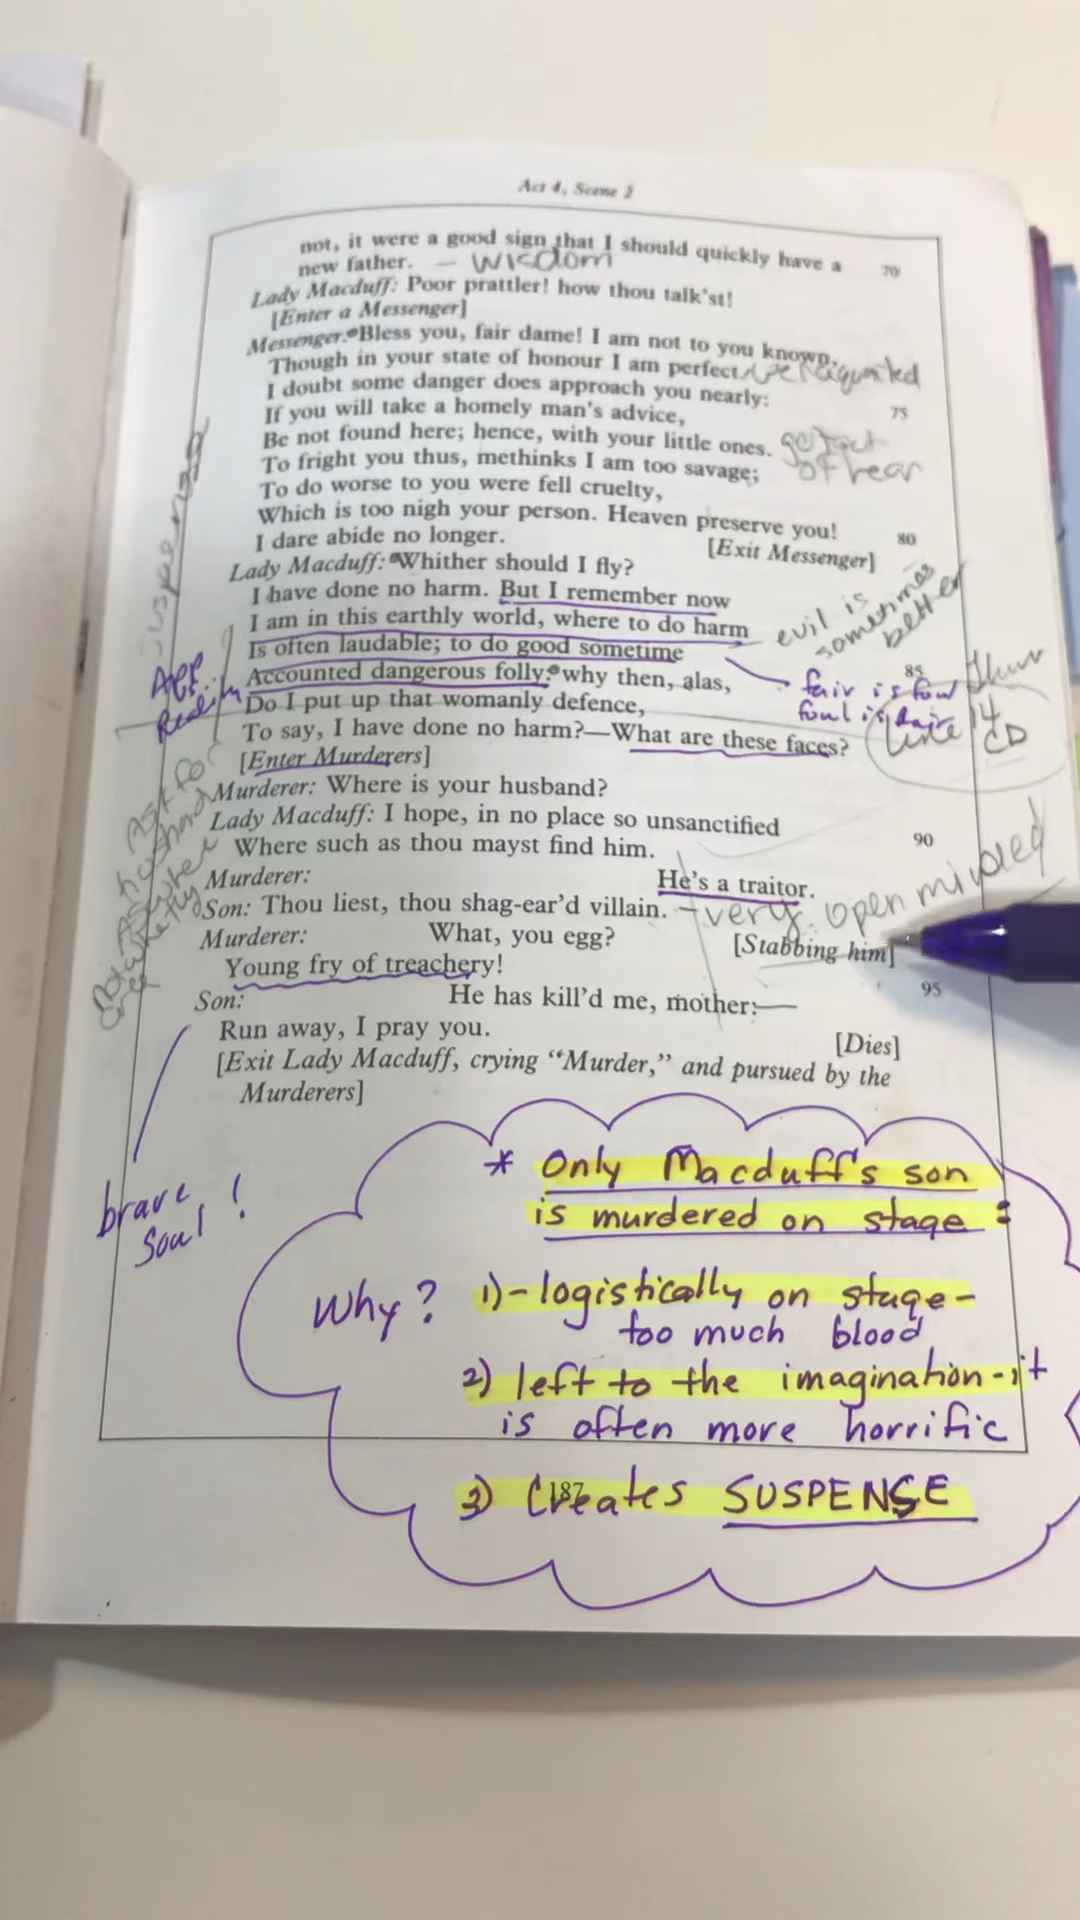 Act 4, Scene 2
not, it were a good sign that I should quickly have a
new father. - Wisdom
70
Lady Macduff: Poor prattler! how thou talk'st!
[Enter a Messenger]
Messenger: Bless you, fair dame! I am not to you known,
Though in your state of honour I am perfect
I doubt some danger does approach you nearly:
75
If you will take a homely man's advice,
Be not found here; hence, with your little ones.
To fright you thus, methinks I am too savage;
get out
of hear
To do worse to you were fell cruelty,
Which is too nigh your person. Heaven preserve you!
80
I dare abide no longer. [Exit Messenger]
Lady Macduff: Whither should I fly?
I have done no harm. But I remember now
I am in this earthly world, where to do harm
Is often laudable; to do good sometime
evil is
sometimes
better
Accounted dangerous folly: why then, alas,
85
Do I put up that womanly defence,
fair is foul
foul is fair
Line 14
CD
To say, I have done no harm?—What are these faces?
[Enter Murderers]
Murderer: Where is your husband?
Lady Macduff: I hope, in no place so unsanctified
90
Where such as thou mayst find him.
Murderer: He's a traitor.
Son: Thou liest, thou shag-ear'd villain. - very open minded
Murderer: What, you egg? [Stabbing him]
Young fry of treachery!
95
Son: He has kill'd me, mother:—
Run away, I pray you. [Dies]
[Exit Lady Macduff, crying "Murder," and pursued by the
Murderers]
suspense
Ask for
husband
brave
soul!
* Only Macduff's son
is murdered on stage:
Why? 1)- logistically on stage-
too much blood
2) left to the imagination-it
is often more horrific
3) Creates SUSPENSE
187